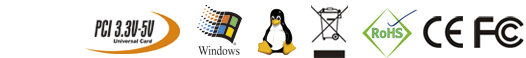 PCI 3.3V-5V
Universal Card
Windows
RoHS
CE FC